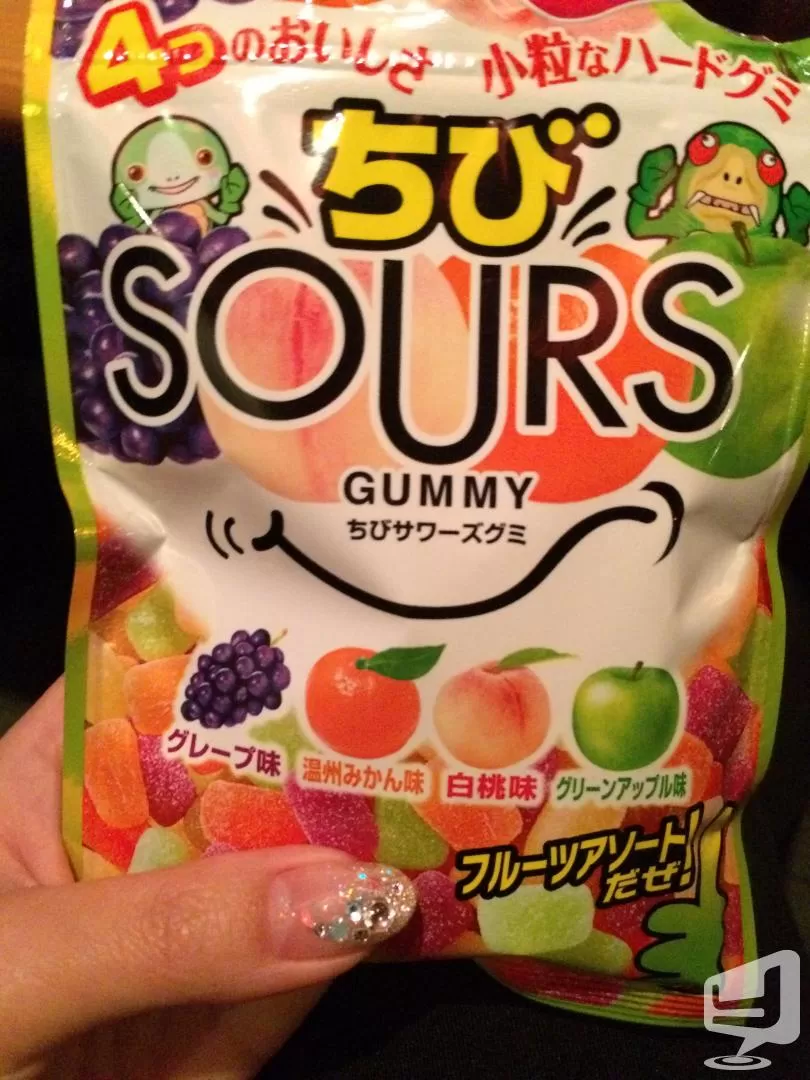 4つのおいしさ 小粒なハードグミ
ちび
SOURS
GUMMY
ちびサワーズグミ
グレープ味 温州みかん味 白桃味 グリーンアップル味
フルーツアソート
だぜ!